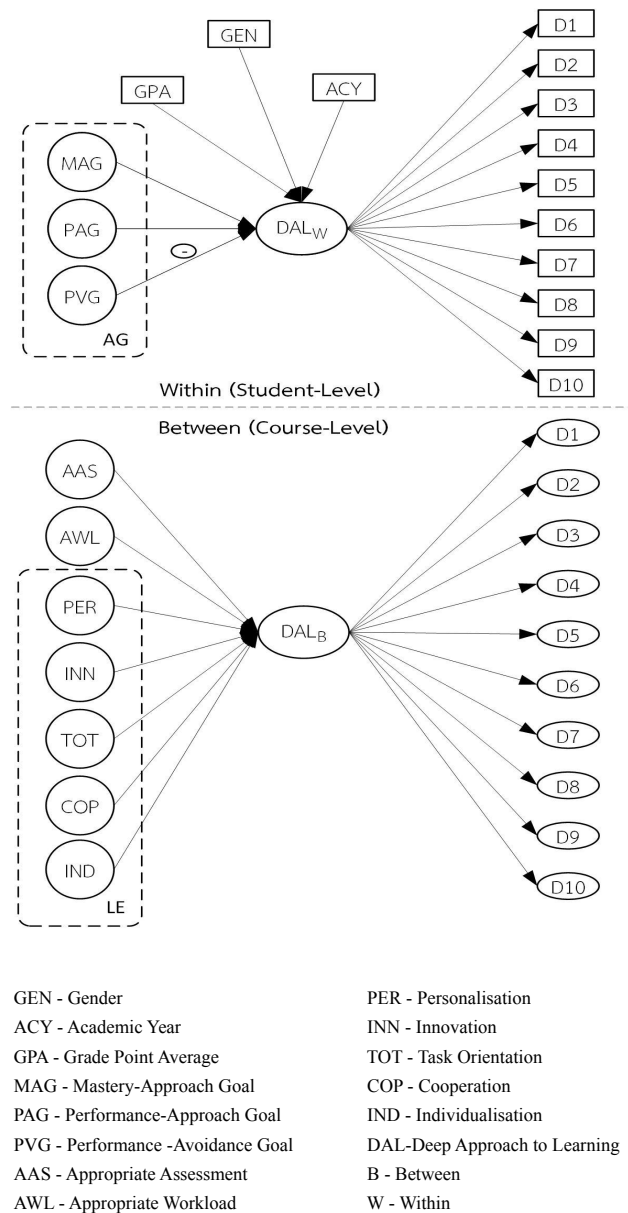 GEN
D1
D2
GPA
ACY
D3
MAG
D4
D5
PAG
DAL_W
D6
-
D7
PVG
D8
AG
D9
Within (Student-Level)
D10
Between (Course-Level)
D1
AAS
D2
AWL
D3
PER
D4
DAL_B
D5
INN
D6
TOT
D7
COP
D8
D9
IND
D10
LE
GEN - Gender
ACY - Academic Year
GPA - Grade Point Average
MAG - Mastery-Approach Goal
PAG - Performance-Approach Goal
PVG - Performance -Avoidance Goal
AAS - Appropriate Assessment
AWL - Appropriate Workload
PER - Personalisation
INN - Innovation
TOT - Task Orientation
COP - Cooperation
IND - Individualisation
DAL-Deep Approach to Learning
B - Between
W - Within